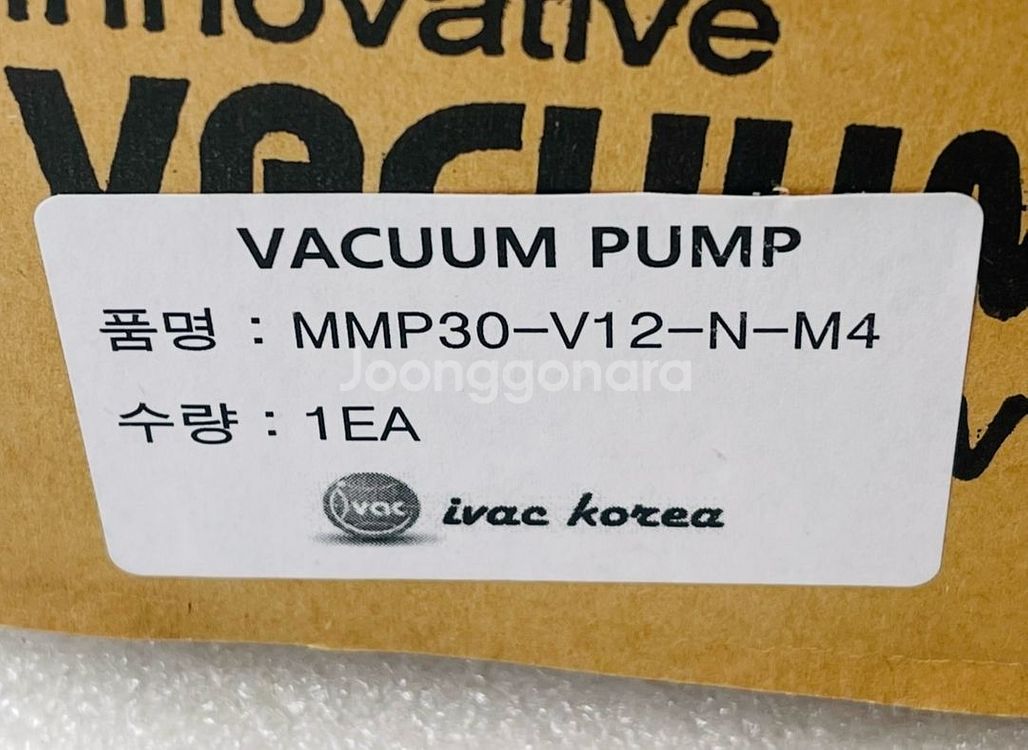 innovative
vacuum
VACUUM PUMP
품명 : MMP30-V12-N-M4
Joonggonara
수량 : 1EA
ivac ivac korea